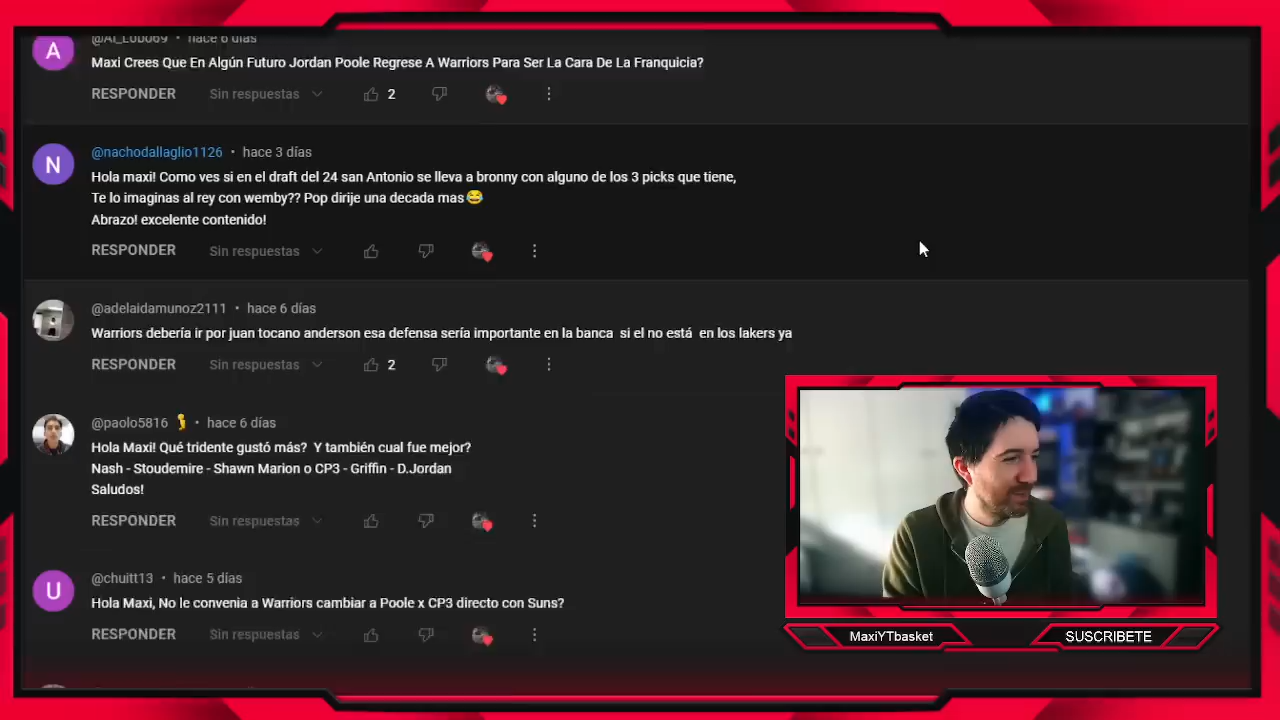 @Al_Lobo69 • hace 6 días
Maxi Crees Que En Algún Futuro Jordan Poole Regrese A Warriors Para Ser La Cara De La Franquicia?
RESPONDER Sin respuestas 2
A
@nachodallaglio1126 • hace 3 días
N
Hola maxi! Como ves si en el draft del 24 san Antonio se lleva a bronny con alguno de los 3 picks que tiene,
Te lo imaginas al rey con wemby?? Pop dirije una decada mas😂
Abrazo! excelente contenido!
RESPONDER Sin respuestas
@adelaidamunoz2111 • hace 6 días
Warriors debería ir por juan tocano anderson esa defensa sería importante en la banca si el no está en los lakers ya
RESPONDER Sin respuestas 2
@paolo5816 • hace 6 días
Hola Maxi! Qué tridente gustó más? Y también cual fue mejor?
Nash - Stoudemire - Shawn Marion o CP3 - Griffin - D.Jordan
Saludos!
RESPONDER Sin respuestas
@chuitt13 • hace 5 días
U
Hola Maxi, No le convenia a Warriors cambiar a Poole x CP3 directo con Suns?
RESPONDER Sin respuestas
MaxiYTbasket
SUSCRIBETE